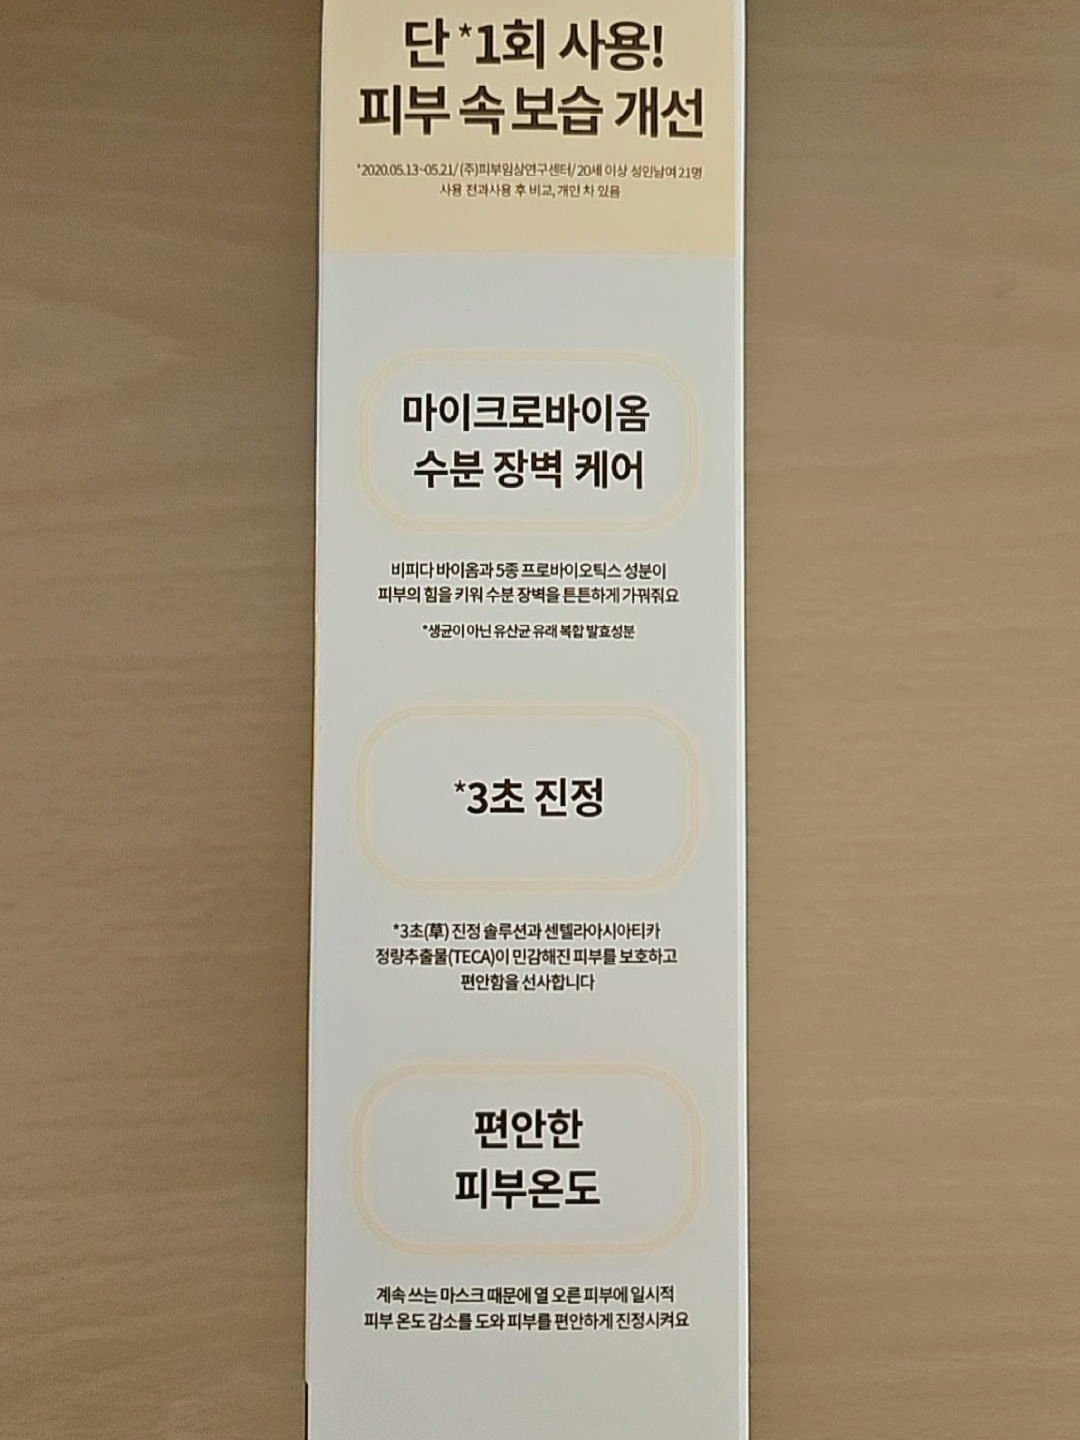 단 *1회 사용!
피부 속 보습 개선
*2020.05.13~05.21/ (주)피부임상연구센터/ 20세 이상 성인남여 21명
사용 전과사용 후 비교, 개인 차 있음
마이크로바이옴
수분 장벽 케어
비피다 바이옴과 5종 프로바이오틱스 성분이
피부의 힘을 키워 수분 장벽을 튼튼하게 가꿔줘요
*생균이 아닌 유산균 유래 복합 발효성분
*3초 진정
*3초(草) 진정 솔루션과 센텔라아시아티카
정량추출물(TECA)이 민감해진 피부를 보호하고
편안함을 선사합니다
편안한
피부온도
계속 쓰는 마스크 때문에 열 오른 피부에 일시적
피부 온도 감소를 도와 피부를 편안하게 진정시켜요